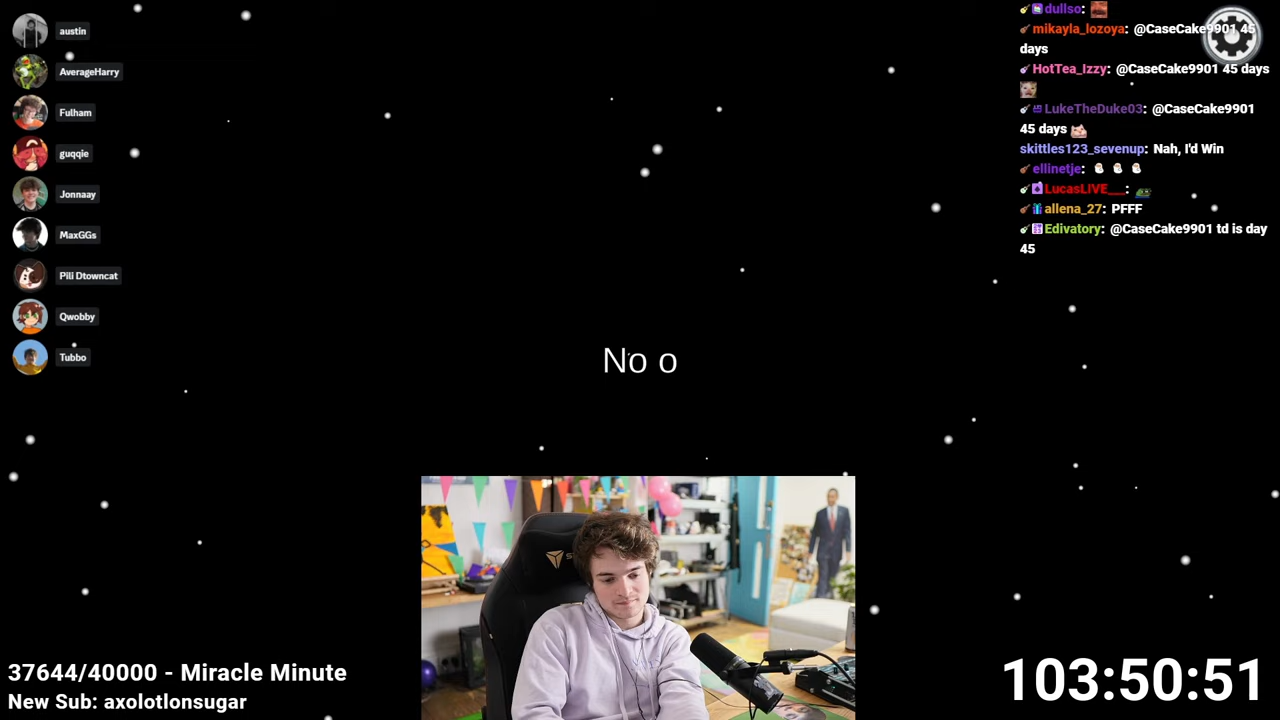 austin
AverageHarry
Fulham
guqqie
Jonnaay
MaxGGs
Pili Dtowncat
Qwobby
Tubbo
dullso:
mikayla_lozoya: @CaseCake9901 45
days
HotTea_Izzy: @CaseCake9901 45 days
LukeTheDuke03: @CaseCake9901
45 days
skittles123_sevenup: Nah, I'd Win
ellinetje:
LucasLIVE__:
allena_27: PFFF
Edivatory: @CaseCake9901 td is day
45
No o
37644/40000 - Miracle Minute
New Sub: axolotlonsugar
103:50:51